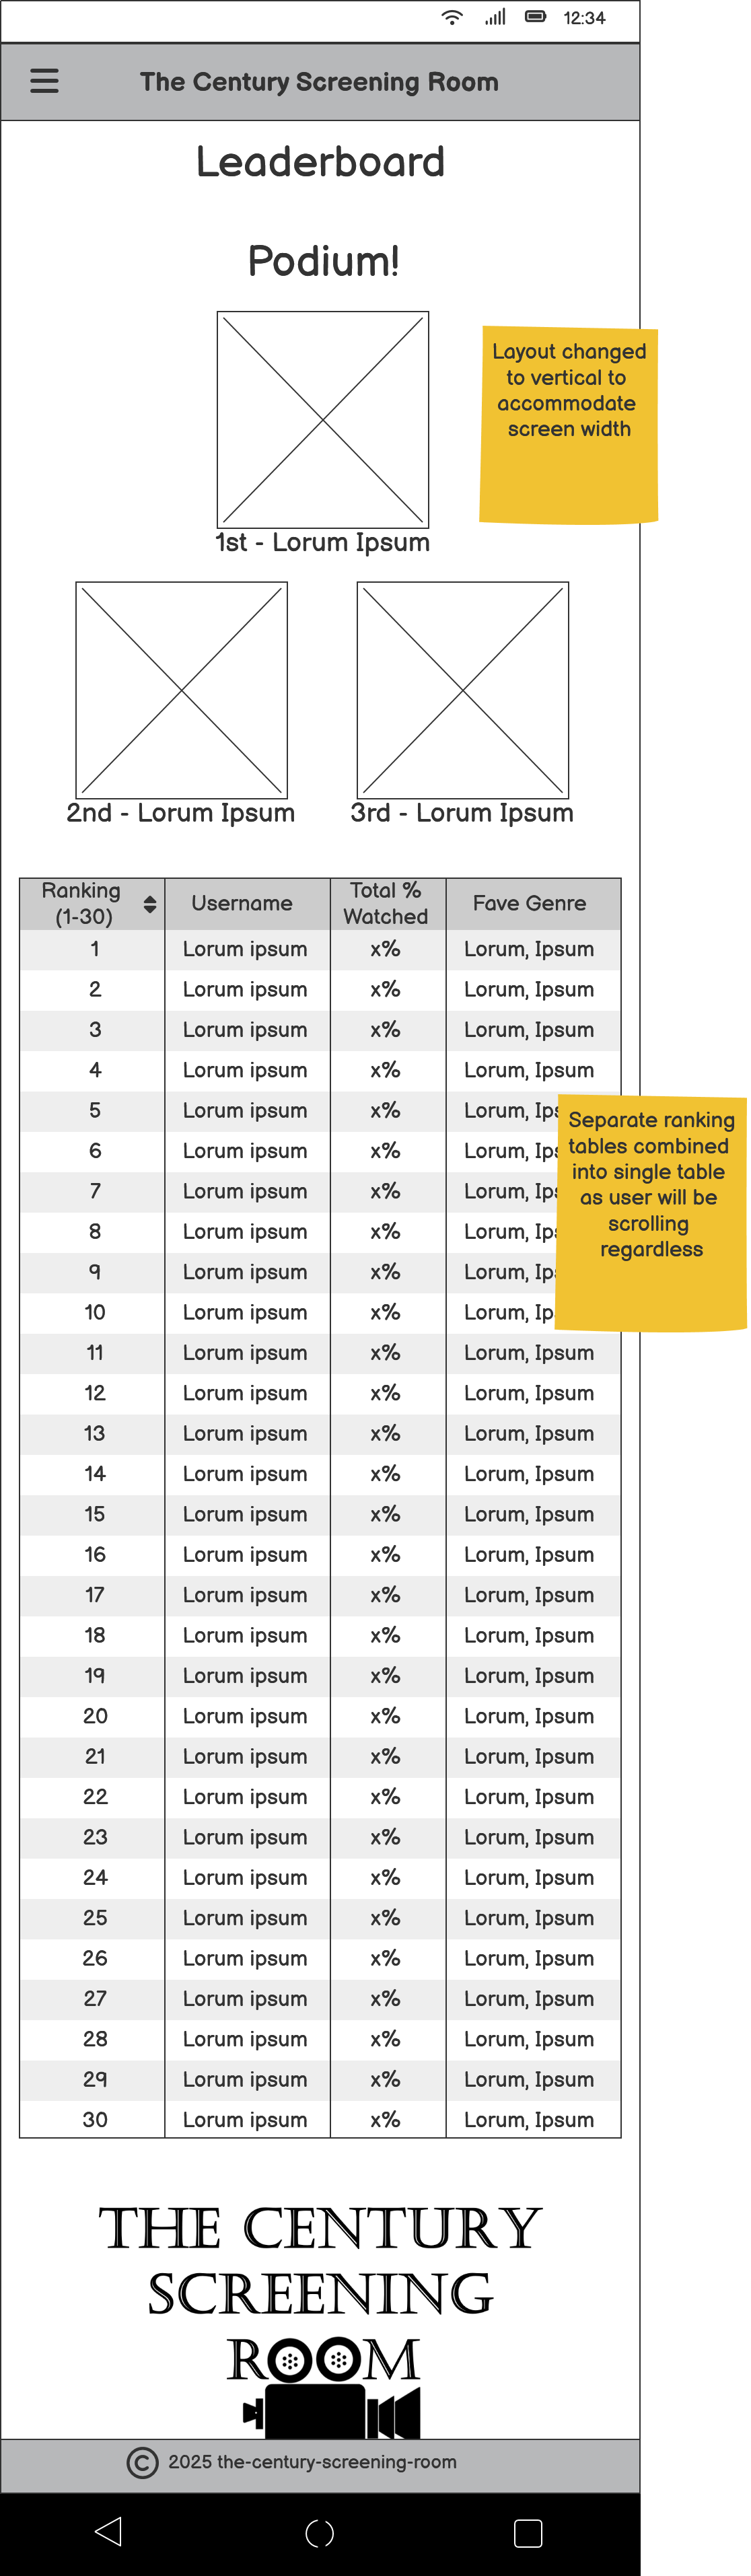 12:34
The Century Screening Room
Leaderboard
Podium!
Layout changed
to vertical to
accommodate
screen width
1st - Lorum Ipsum
2nd - Lorum Ipsum 3rd - Lorum Ipsum
Ranking (1-30) Username Total % Watched Fave Genre
1 Lorum ipsum x% Lorum, Ipsum
2 Lorum ipsum x% Lorum, Ipsum
3 Lorum ipsum x% Lorum, Ipsum
4 Lorum ipsum x% Lorum, Ipsum
5 Lorum ipsum x% Lorum,
6 Lorum ipsum x% Lorum,
7 Lorum ipsum x% Lorum,
8 Lorum ipsum x% Lorum,
9 Lorum ipsum x% Lorum,
10 Lorum ipsum x% Lorum,
Separate ranking
tables combined
into single table
as user will be
scrolling
regardless
11 Lorum ipsum x% Lorum, Ipsum
12 Lorum ipsum x% Lorum, Ipsum
13 Lorum ipsum x% Lorum, Ipsum
14 Lorum ipsum x% Lorum, Ipsum
15 Lorum ipsum x% Lorum, Ipsum
16 Lorum ipsum x% Lorum, Ipsum
17 Lorum ipsum x% Lorum, Ipsum
18 Lorum ipsum x% Lorum, Ipsum
19 Lorum ipsum x% Lorum, Ipsum
20 Lorum ipsum x% Lorum, Ipsum
21 Lorum ipsum x% Lorum, Ipsum
22 Lorum ipsum x% Lorum, Ipsum
23 Lorum ipsum x% Lorum, Ipsum
24 Lorum ipsum x% Lorum, Ipsum
25 Lorum ipsum x% Lorum, Ipsum
26 Lorum ipsum x% Lorum, Ipsum
27 Lorum ipsum x% Lorum, Ipsum
28 Lorum ipsum x% Lorum, Ipsum
29 Lorum ipsum x% Lorum, Ipsum
30 Lorum ipsum x% Lorum, Ipsum
THE CENTURY
SCREENING
ROOM
© 2025 the-century-screening-room